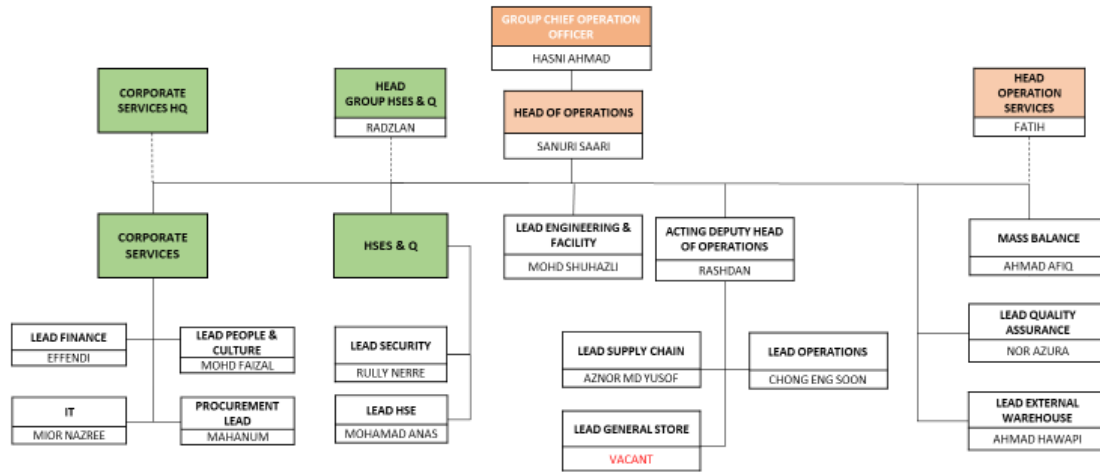 GROUP CHIEF OPERATION
OFFICER
HASNI AHMAD
CORPORATE
SERVICES HQ
HEAD
GROUP HSES & Q
RADZLAN
HEAD OF OPERATIONS
SANURI SAARI
HEAD
OPERATION
SERVICES
FATIH
CORPORATE
SERVICES
HSES & Q
LEAD ENGINEERING &
FACILITY
MOHD SHUHAZLI
ACTING DEPUTY HEAD
OF OPERATIONS
RASHDAN
MASS BALANCE
AHMAD AFIQ
LEAD FINANCE
EFFENDI
LEAD PEOPLE &
CULTURE
MOHD FAIZAL
IT
MIOR NAZREE
PROCUREMENT
LEAD
MAHANUM
LEAD SECURITY
RULLY NERRE
LEAD HSE
MOHAMAD ANAS
LEAD SUPPLY CHAIN
AZNOR MD YUSOF
LEAD OPERATIONS
CHONG ENG SOON
LEAD GENERAL STORE
VACANT
LEAD QUALITY
ASSURANCE
NOR AZURA
LEAD EXTERNAL
WAREHOUSE
AHMAD HAWAPI